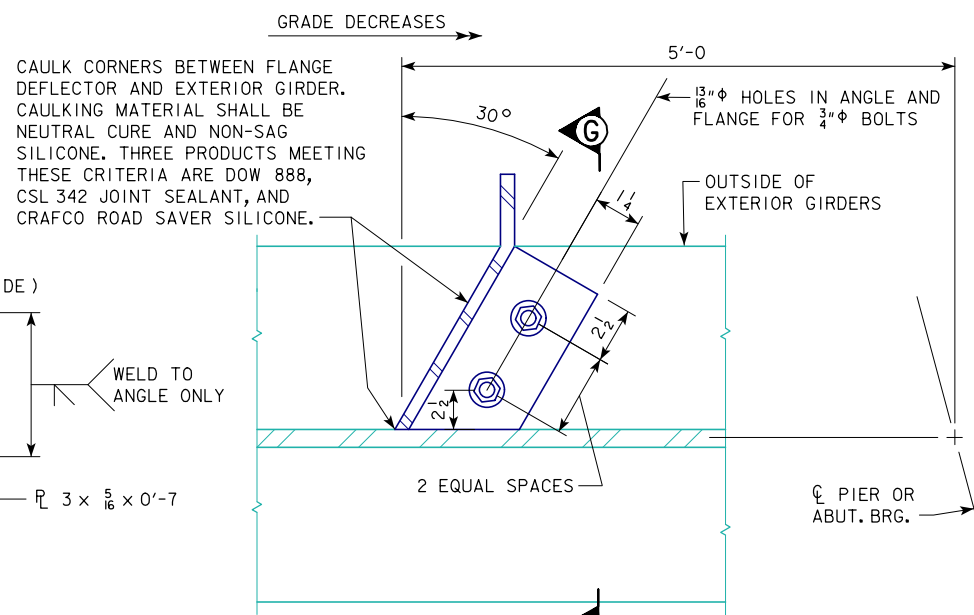 GRADE DECREASES
CAULK CORNERS BETWEEN FLANGE
DEFLECTOR AND EXTERIOR GIRDER.
CAULKING MATERIAL SHALL BE
NEUTRAL CURE AND NON-SAG
SILICONE. THREE PRODUCTS MEETING
THESE CRITERIA ARE DOW 888,
CSL 342 JOINT SEALANT, AND
CRAFCO ROAD SAVER SILICONE.
5'-0
30°
G
13/16"ϕ HOLES IN ANGLE AND
FLANGE FOR 3/4"ϕ BOLTS
1 1/4
OUTSIDE OF
EXTERIOR GIRDERS
DE)
2 1/2
WELD TO
ANGLE ONLY
2 1/2
2 EQUAL SPACES
℄ PIER OR
ABUT. BRG.
PL 3 x 5/16 x 0'-7